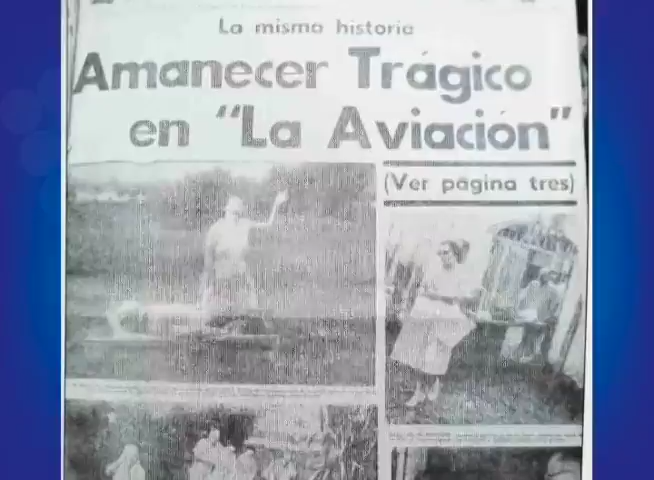 La misma historia
Amanecer Trágico
en "La Aviación"
(Ver página tres)